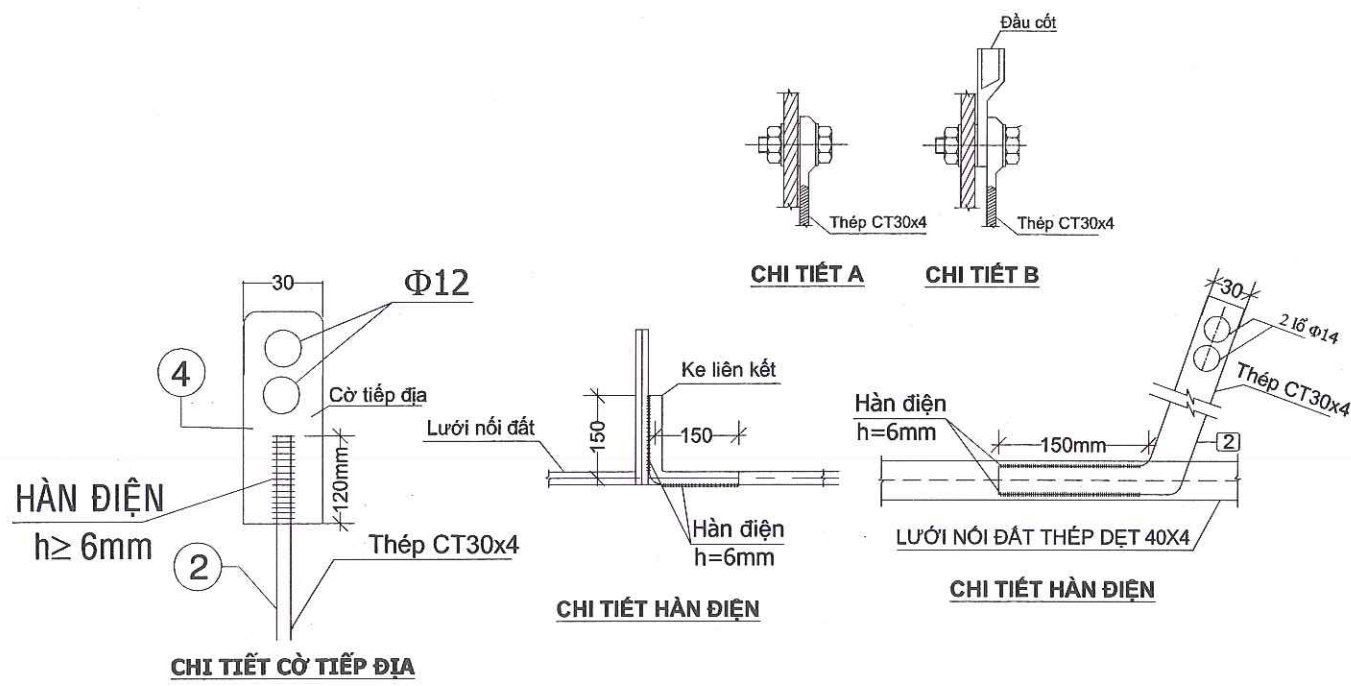 Đầu cốt
Thép CT30x4
Thép CT30x4
CHI TIẾT A
CHI TIẾT B
30
Φ12
4
Cờ tiếp địa
120mm
HÀN ĐIỆN
h≥ 6mm
2
Thép CT30x4
CHI TIẾT CỜ TIẾP ĐỊA
Ke liên kết
150
150
Lưới nối đất
Hàn điện
h=6mm
CHI TIẾT HÀN ĐIỆN
30
2 lổ Φ14
Thép CT30x4
Hàn điện
h=6mm
150mm
2
LƯỚI NỐI ĐẤT THÉP DẸT 40X4
CHI TIẾT HÀN ĐIỆN